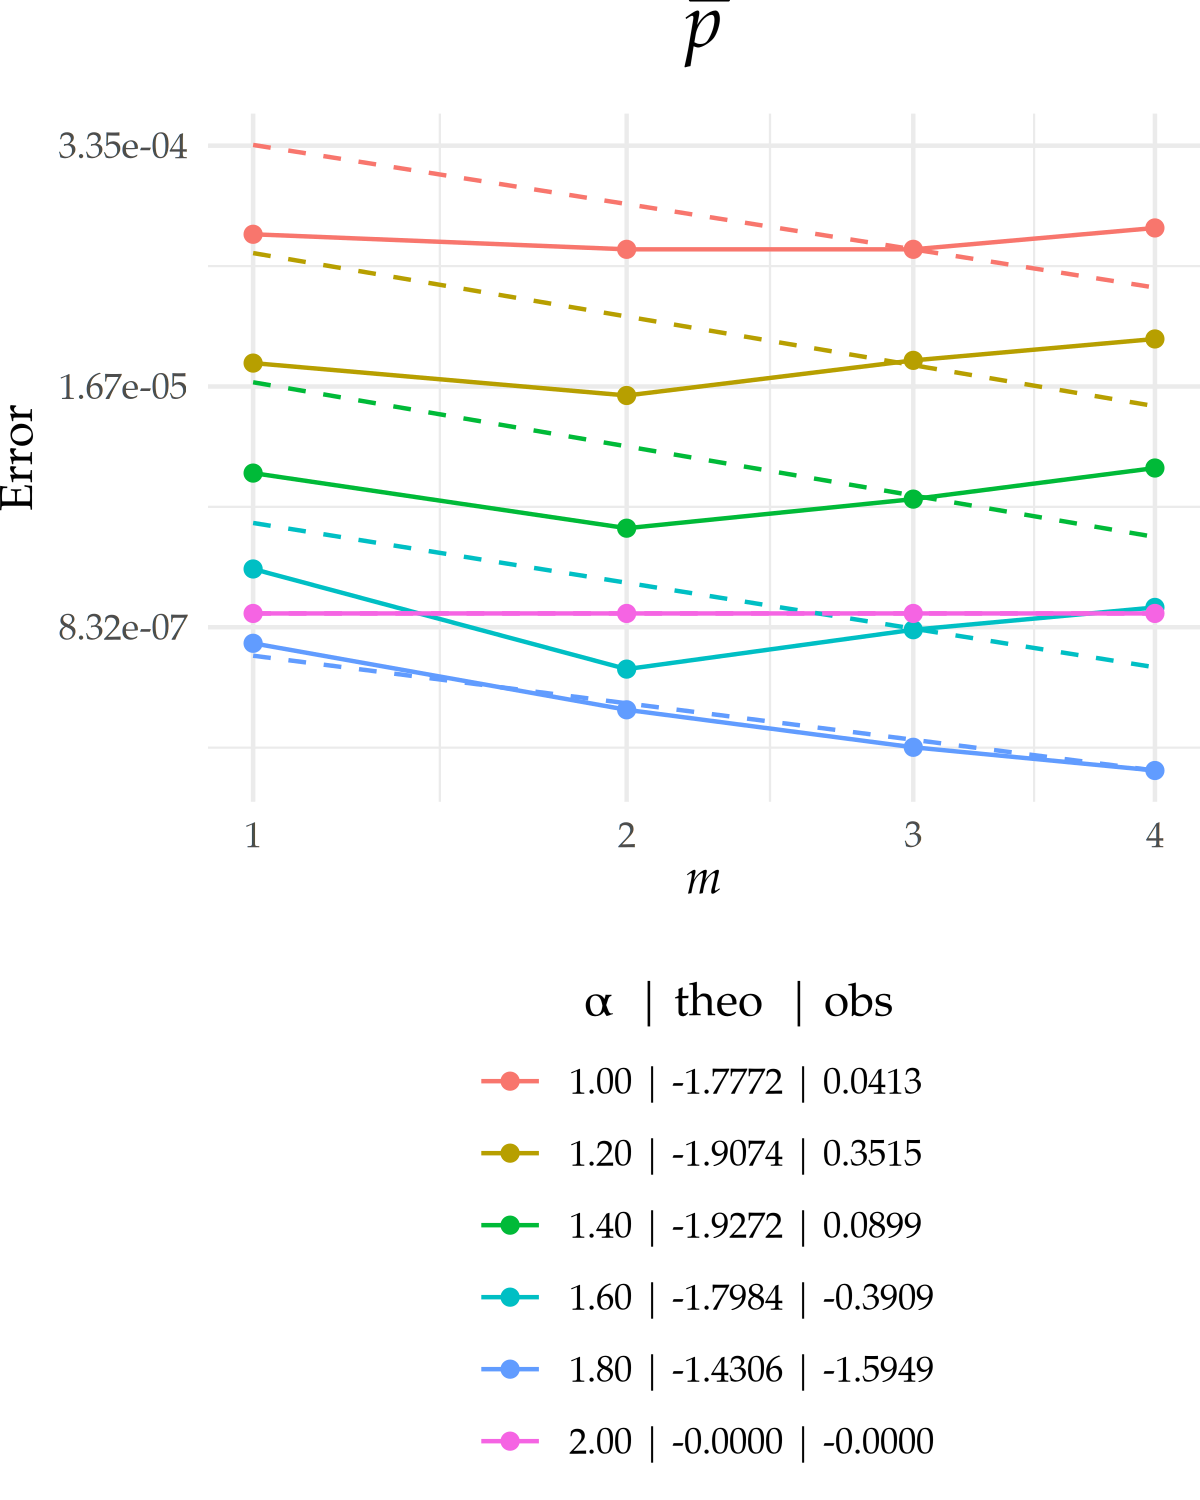 p̅
3.35e-04
1.67e-05
8.32e-07
Error
1 2 3 4
m
α | theo | obs
1.00 | -1.7772 | 0.0413
1.20 | -1.9074 | 0.3515
1.40 | -1.9272 | 0.0899
1.60 | -1.7984 | -0.3909
1.80 | -1.4306 | -1.5949
2.00 | -0.0000 | -0.0000